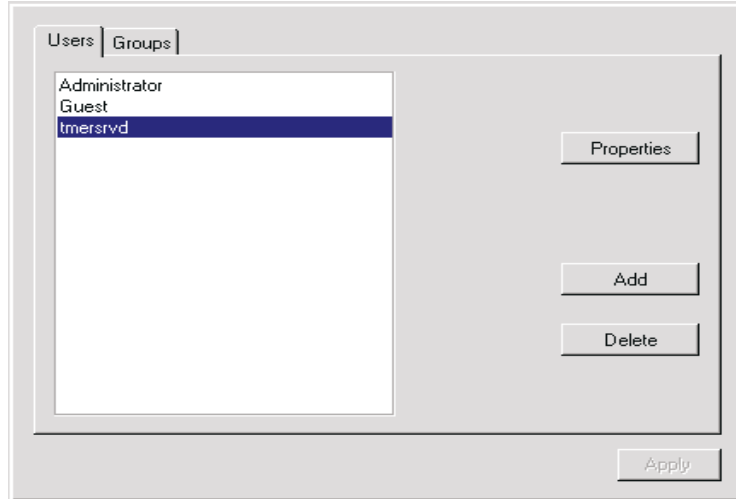 Users
Groups
Administrator
Guest
tmersrvd
Properties
Add
Delete
Apply